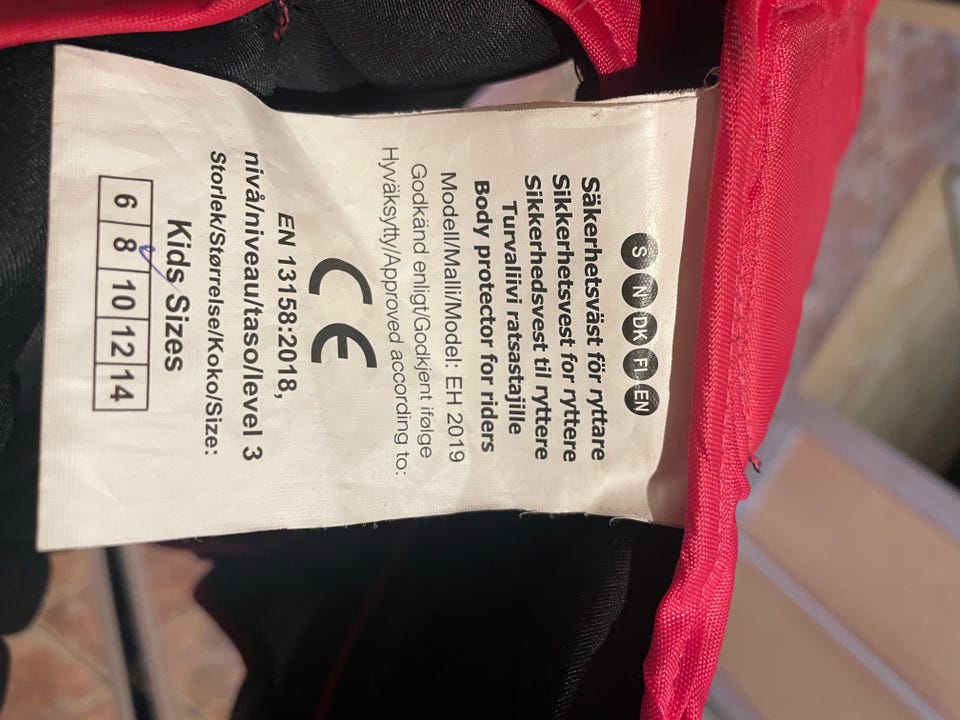 S N DK FI EN
Säkerhetsväst för ryttare
Sikkerhetsvest for ryttere
Sikkerhedsvest til ryttere
Turvaliivi ratsastajille
Body protector for riders
Modell/Malli/Model: EH 2019
Godkänd enligt/Godkjent ifølge
Hyväksytty/Approved according to:
CE
EN 13158:2018,
nivå/niveau/taso/level 3
Storlek/Størrelse/Koko/Size:
Kids Sizes
6 8 10 12 14